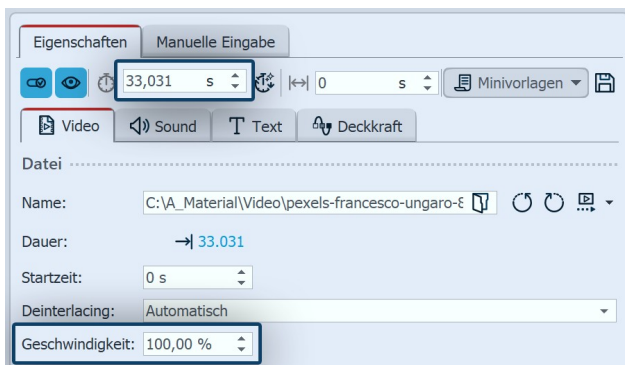 Eigenschaften Manuelle Eingabe
33,031 s 0 s Minivorlagen
Video Sound Text Deckkraft
Datei
Name: C:\A_Material\Video\pexels-francesco-ungaro-8
Dauer: 33.031
Startzeit: 0 s
Deinterlacing: Automatisch
Geschwindigkeit: 100,00 %